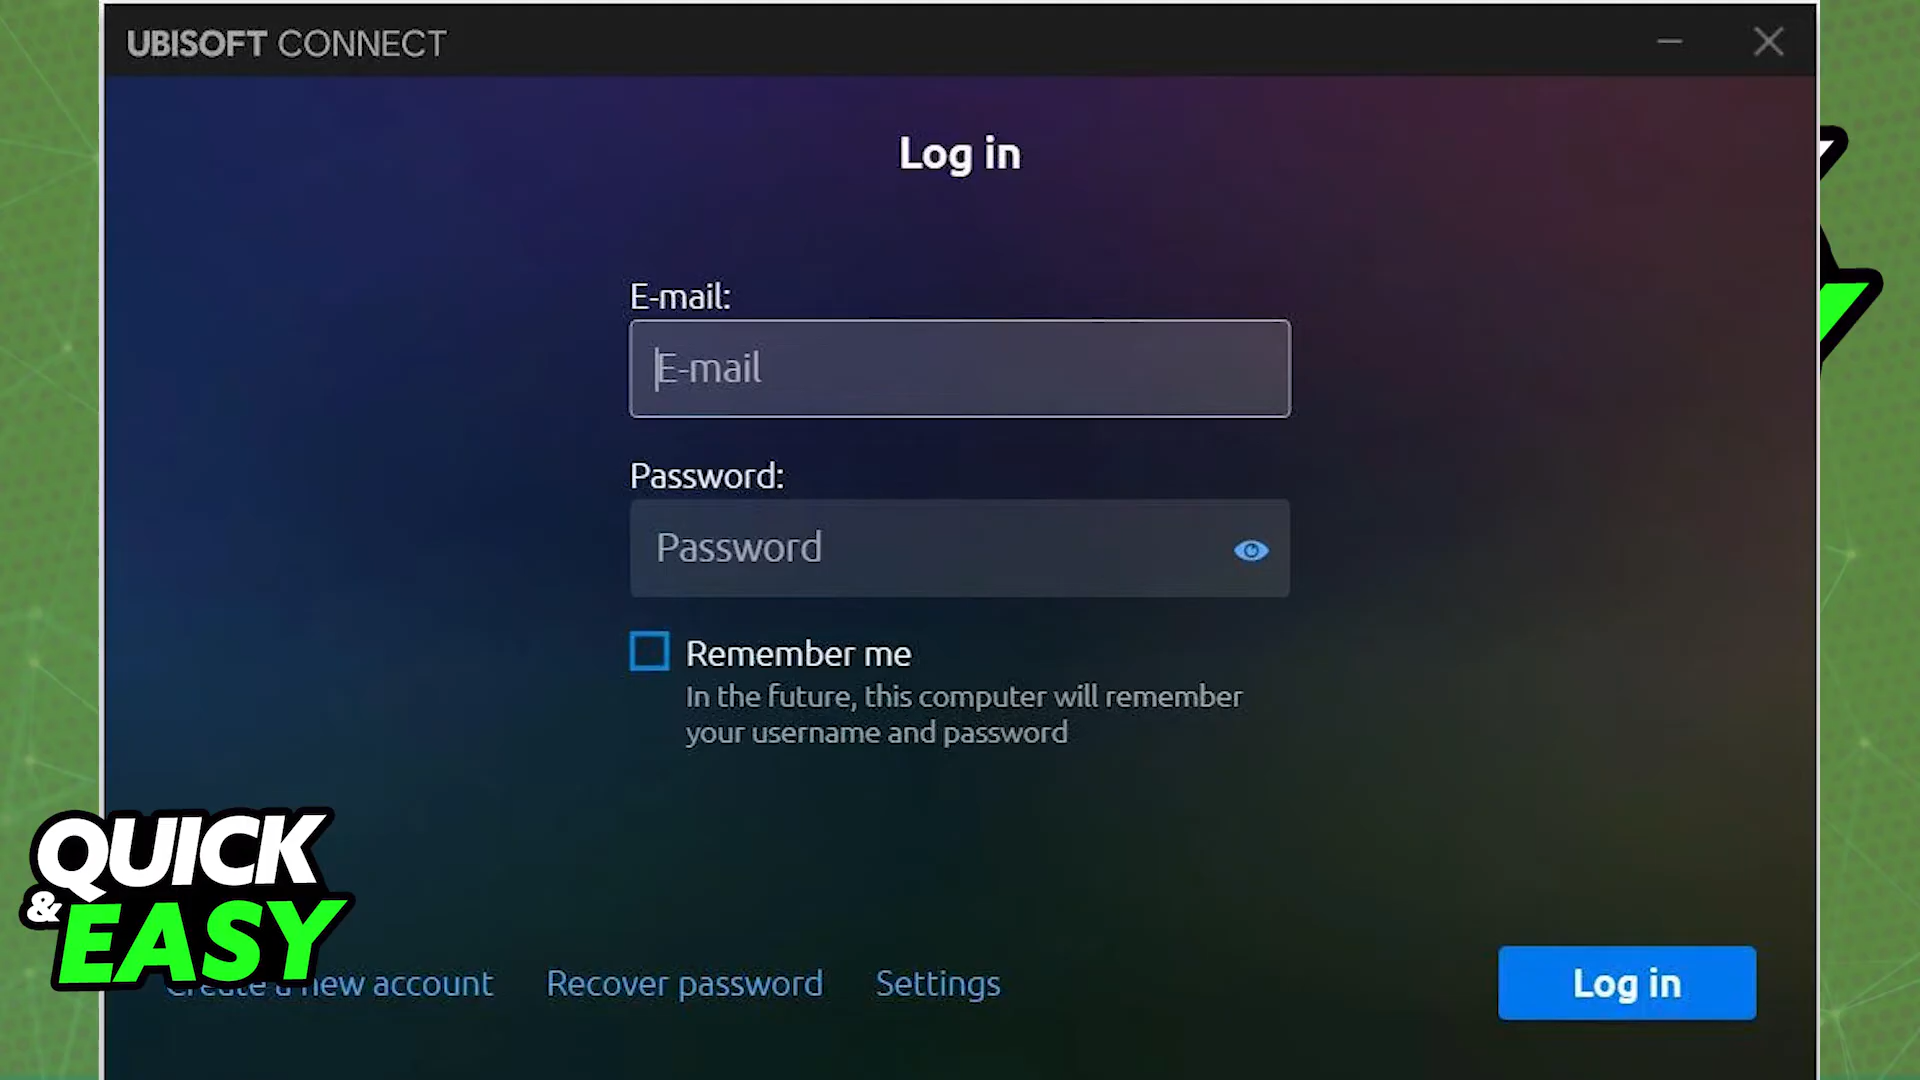 UBISOFT CONNECT
Log in
E-mail:
E-mail
Password:
Password
Remember me
In the future, this computer will remember
your username and password
QUICK
& EASY
Create a new account
Recover password
Settings
Log in